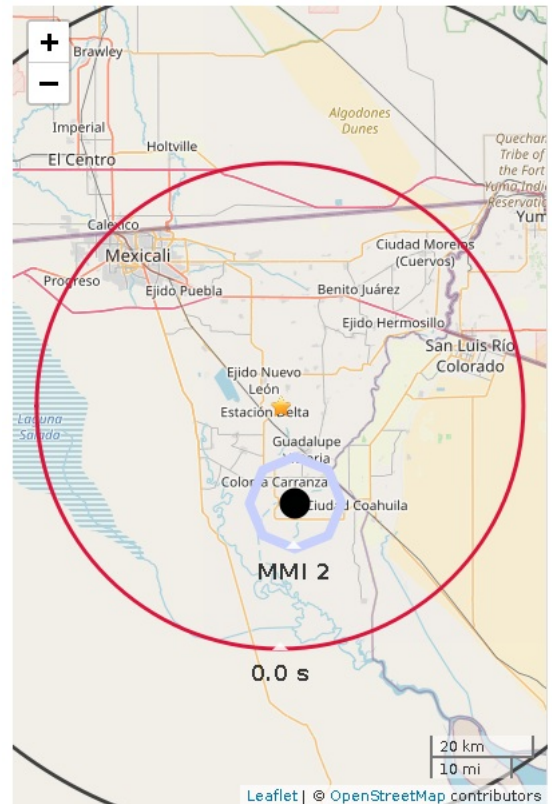 +
−
Brawley
Algodones
Dunes
Imperial
Holtville
El Centro
Quechan
Tribe of
the Fort
Yuma Indian
Reservation
Yum
Calexico
Mexicali
Ciudad Morelos
(Cuervos)
Progreso
Ejido Puebla
Benito Juárez
Ejido Hermosillo
San Luis Río
Colorado
Ejido Nuevo
León
Laguna
Salada
Estación Delta
Guadalupe
Victoria
Colonia Carranza
Ciudad Coahuila
MMI 2
0.0 s
20 km
10 mi
Leaflet | © OpenStreetMap contributors